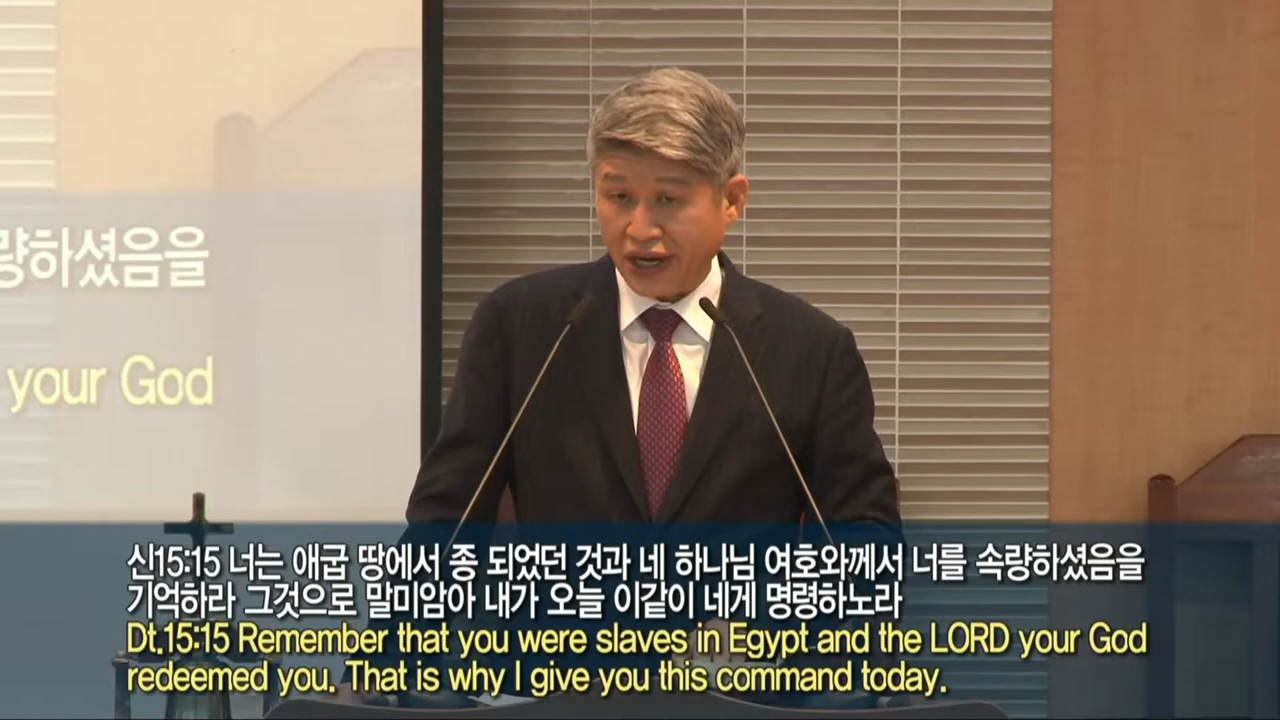 량하셨음을
your God
신15:15 너는 애굽 땅에서 종 되었던 것과 네 하나님 여호와께서 너를 속량하셨음을
기억하라 그것으로 말미암아 내가 오늘 이같이 네게 명령하노라
Dt.15:15 Remember that you were slaves in Egypt and the LORD your God
redeemed you. That is why I give you this command today.